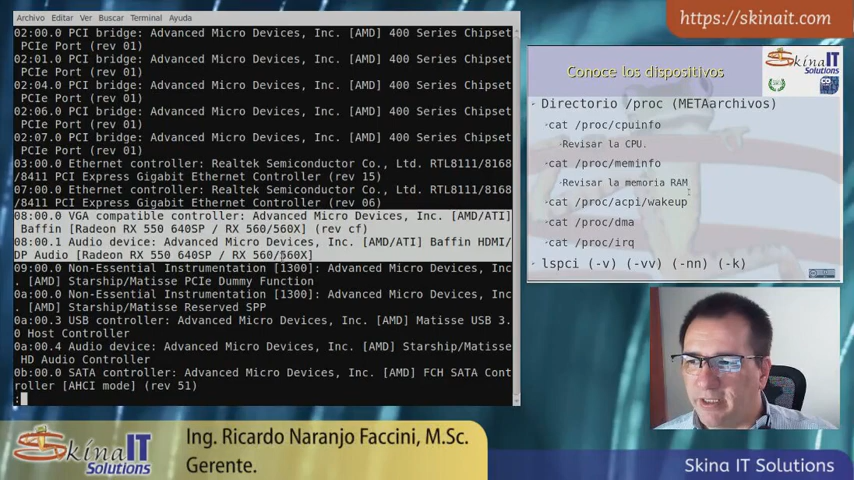 https://skinait.com
Archivo Editar Ver Buscar Terminal Ayuda
02:00.0 PCI bridge: Advanced Micro Devices, Inc. [AMD] 400 Series Chipset
PCIe Port (rev 01)
02:01.0 PCI bridge: Advanced Micro Devices, Inc. [AMD] 400 Series Chipset
PCIe Port (rev 01)
02:04.0 PCI bridge: Advanced Micro Devices, Inc. [AMD] 400 Series Chipset
PCIe Port (rev 01)
02:06.0 PCI bridge: Advanced Micro Devices, Inc. [AMD] 400 Series Chipset
PCIe Port (rev 01)
02:07.0 PCI bridge: Advanced Micro Devices, Inc. [AMD] 400 Series Chipset
PCIe Port (rev 01)
03:00.0 Ethernet controller: Realtek Semiconductor Co., Ltd. RTL8111/8168
/8411 PCI Express Gigabit Ethernet Controller (rev 15)
07:00.0 Ethernet controller: Realtek Semiconductor Co., Ltd. RTL8111/8168
/8411 PCI Express Gigabit Ethernet Controller (rev 06)
08:00.0 VGA compatible controller: Advanced Micro Devices, Inc. [AMD/ATI]
Baffin [Radeon RX 550 640SP / RX 560/560X] (rev cf)
08:00.1 Audio device: Advanced Micro Devices, Inc. [AMD/ATI] Baffin HDMI/
DP Audio [Radeon RX 550 640SP / RX 560/560X]
09:00.0 Non-Essential Instrumentation [1300]: Advanced Micro Devices, Inc
. [AMD] Starship/Matisse PCIe Dummy Function
0a:00.0 Non-Essential Instrumentation [1300]: Advanced Micro Devices, Inc
. [AMD] Starship/Matisse Reserved SPP
0a:00.3 USB controller: Advanced Micro Devices, Inc. [AMD] Matisse USB 3.
0 Host Controller
0a:00.4 Audio device: Advanced Micro Devices, Inc. [AMD] Starship/Matisse
HD Audio Controller
0b:00.0 SATA controller: Advanced Micro Devices, Inc. [AMD] FCH SATA Cont
roller [AHCI mode] (rev 51)
:
Conoce los dispositivos
Skina IT
Solutions
Directorio /proc (METAarchivos)
cat /proc/cpuinfo
Revisar la CPU.
cat /proc/meminfo
Revisar la memoria RAM
cat /proc/acpi/wakeup
cat /proc/dma
cat /proc/irq
lspci (-v) (-vv) (-nn) (-k)
Skina IT
Solutions
Ing. Ricardo Naranjo Faccini, M.Sc.
Gerente.
Skina IT Solutions